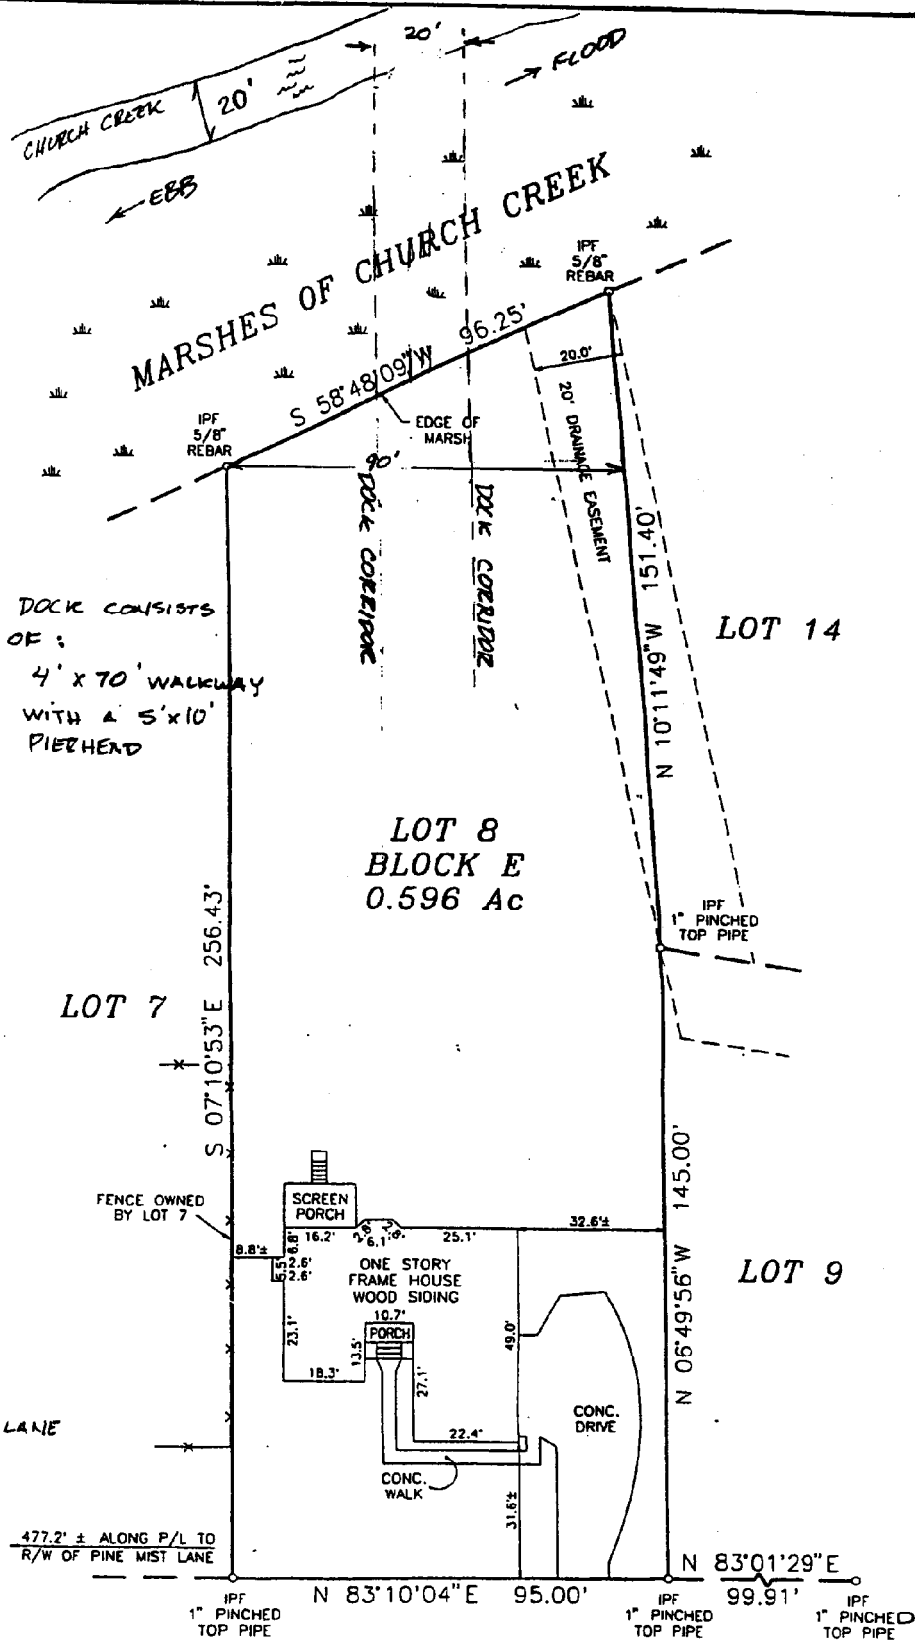 20'
FLOOD
20'
CHURCH CREEK
EBB
MARSHES OF CHURCH CREEK
IPF
5/8"
REBAR
S 58°48'09"W 96.25'
20.0'
20' DRAINAGE EASEMENT
IPF
5/8"
REBAR
EDGE OF
MARSH
90'
DOCK CORRIDOR
DOCK CORRIDOR
N 10°11'49"W 151.40'
DOCK CONSISTS
OF :
4' x 70' WALKWAY
WITH A 5'x10'
PIERHEAD
LOT 14
LOT 8
BLOCK E
0.596 Ac
IPF
1" PINCHED
TOP PIPE
S 07°10'53"E 256.43'
LOT 7
N 06°49'56"W 145.00'
FENCE OWNED
BY LOT 7
SCREEN
PORCH
16.2'
6.1'
25.1'
32.6'±
8.8'±
6.8'
5.5'
2.6'
2.6'
ONE STORY
FRAME HOUSE
WOOD SIDING
LOT 9
10.7'
PORCH
23.1'
13.5'
49.0'
18.3'
27.1'
22.4'
CONC.
DRIVE
LANE
CONC.
WALK
31.6'±
477.2' ± ALONG P/L TO
R/W OF PINE MIST LANE
N 83°10'04"E 95.00'
N 83°01'29"E
99.91'
IPF
1" PINCHED
TOP PIPE
IPF
1" PINCHED
TOP PIPE
IPF
1" PINCHED
TOP PIPE